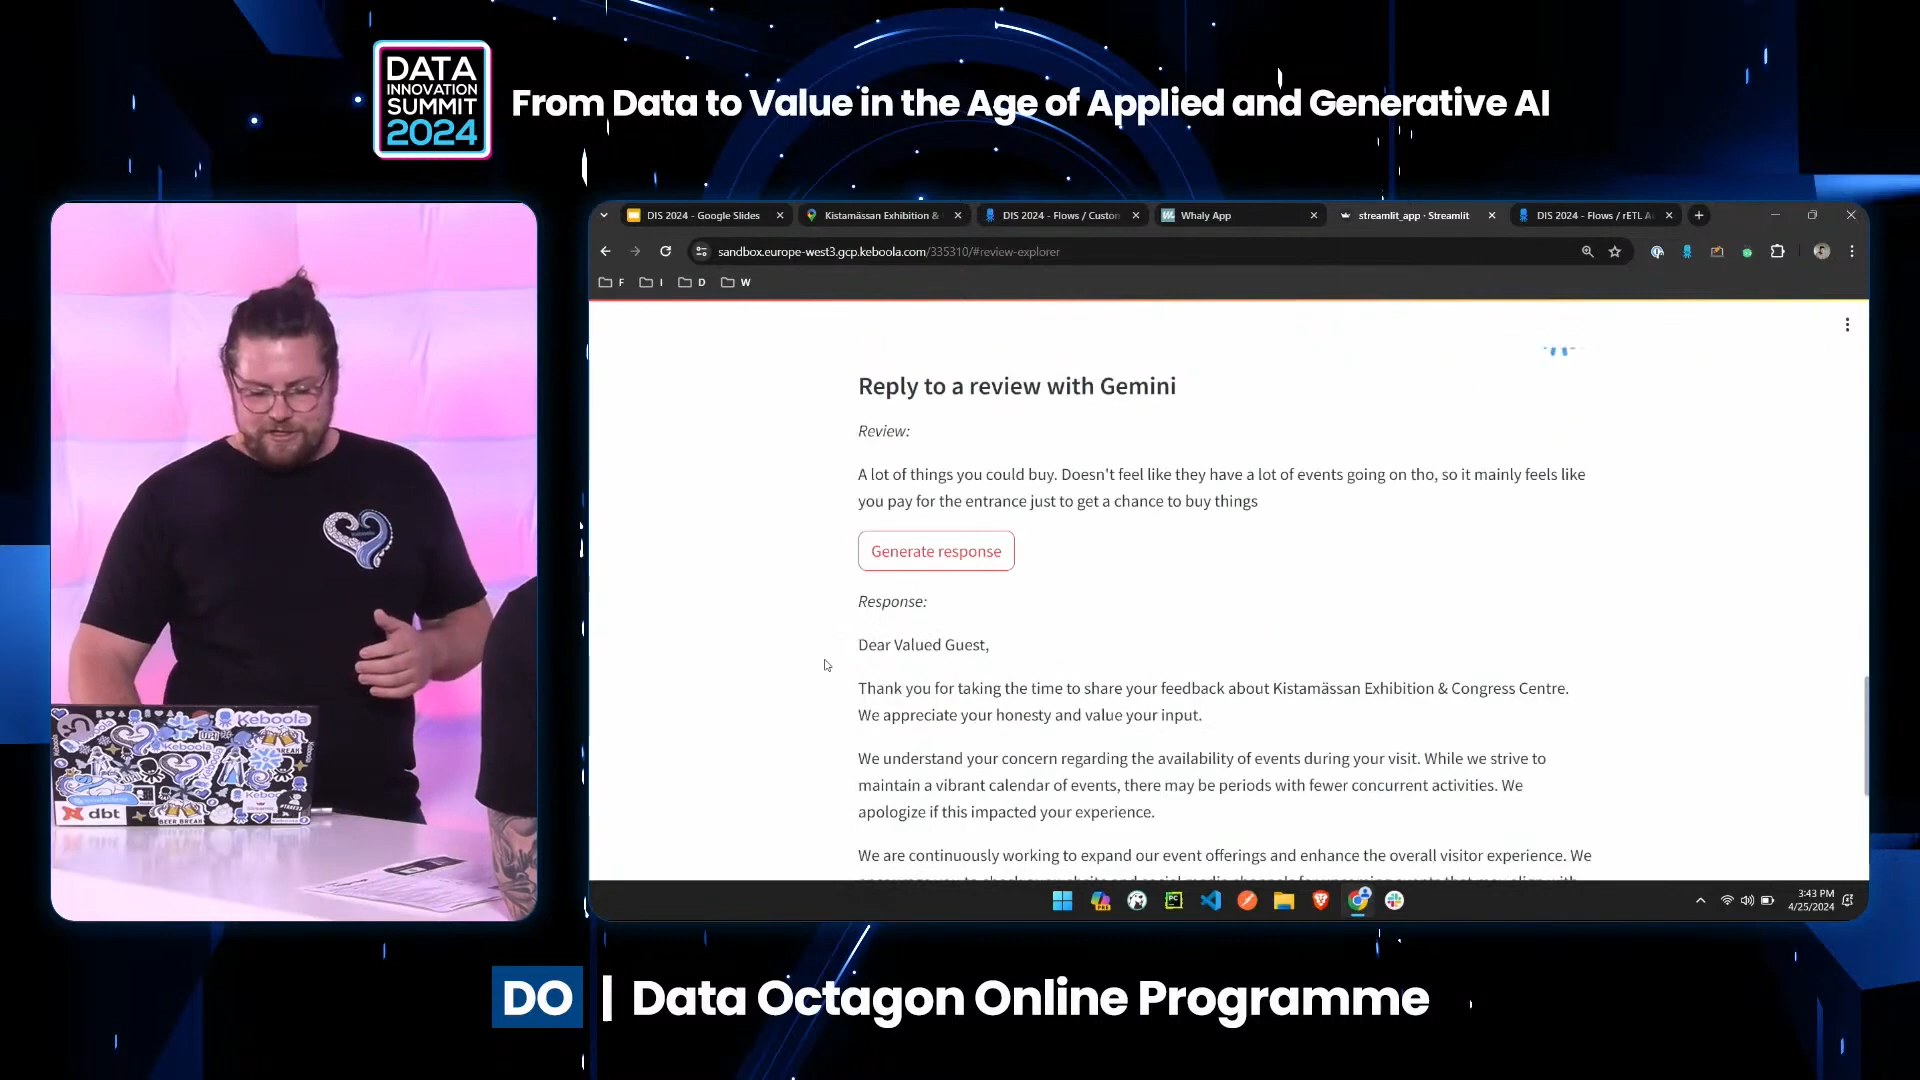 DATA
INNOVATION
SUMMIT
2024
From Data to Value in the Age of Applied and Generative AI
DIS 2024 - Google Slides
Kistamässan Exhibition &
DIS 2024 - Flows / Custon
Whaly App
streamlit_app · Streamlit
DIS 2024 - Flows / rETL A
sandbox.europe-west3.gcp.keboola.com/335310/#review-explorer
F
I
D
W
Reply to a review with Gemini
Review:
A lot of things you could buy. Doesn't feel like they have a lot of events going on tho, so it mainly feels like
you pay for the entrance just to get a chance to buy things
Generate response
Response:
Dear Valued Guest,
Thank you for taking the time to share your feedback about Kistamässan Exhibition & Congress Centre.
We appreciate your honesty and value your input.
We understand your concern regarding the availability of events during your visit. While we strive to
maintain a vibrant calendar of events, there may be periods with fewer concurrent activities. We
apologize if this impacted your experience.
We are continuously working to expand our event offerings and enhance the overall visitor experience. We
3:43 PM
4/25/2024
Keboola
Keboola
dbt
BEER BREAK
DO | Data Octagon Online Programme